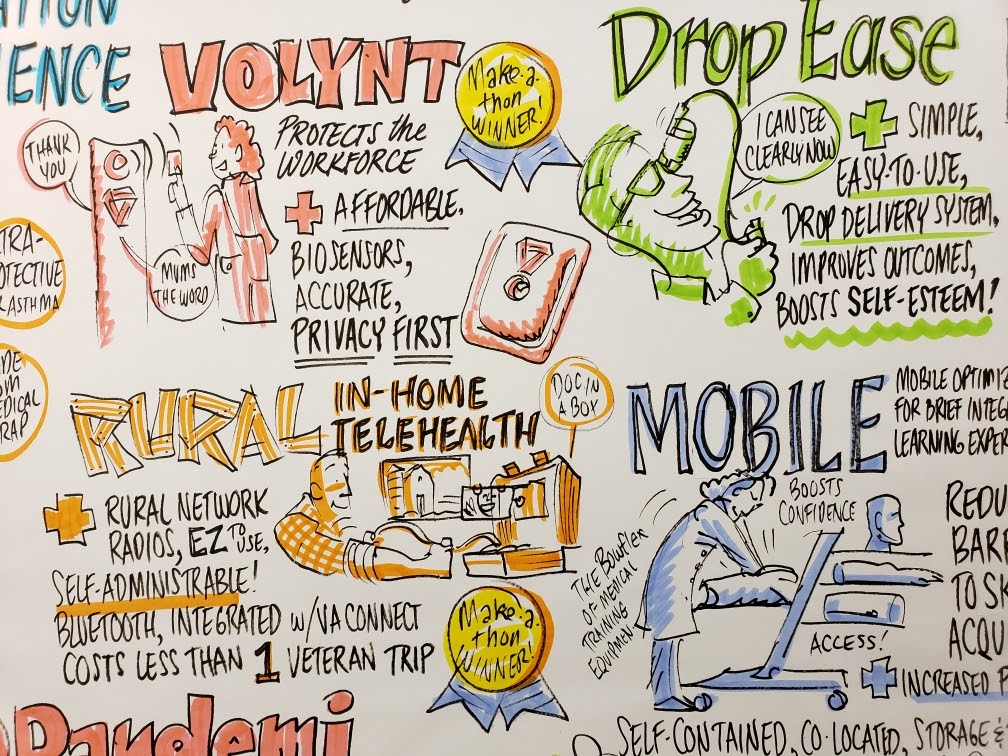 ATION
IENCE
VOLYNT
Make-a-
thon
WINNER!
THANK
YOU
MUMS
THE WORD
PROTECTS the
WORKFORCE
AFFORDABLE,
BIOSENSORS,
ACCURATE,
PRIVACY FIRST
Drop Ease
I CAN SEE
CLEARLY NOW
SIMPLE,
EASY-TO-USE,
DROP DELIVERY SYSTEM,
IMPROVES OUTCOMES,
BOOSTS SELF-ESTEEM!
TRA-
OTECTIVE
ASTHMA
DE
OM
EDICAL
RAP
RURAL
IN-HOME
TELEHEALTH
DOC IN
A BOX
RURAL NETWORK
RADIOS, EZ TO USE,
SELF-ADMINISTRABLE!
BLUETOOTH, INTEGRATED w/VA CONNECT
COSTS LESS THAN 1 VETERAN TRIP
Make-a-
thon
WINNER!
MOBILE
MOBILE OPTIMIZ
FOR BRIEF INTEG
LEARNING EXPER
BOOSTS
CONFIDENCE
THE Bowflex
OF MEDICAL
TRAINING
EQUIPMENT
ACCESS!
REDU
BARR
TO SK
ACQU
INCREASED P
SELF-CONTAINED, CO-LOCATED, STORAGE
Pandemi